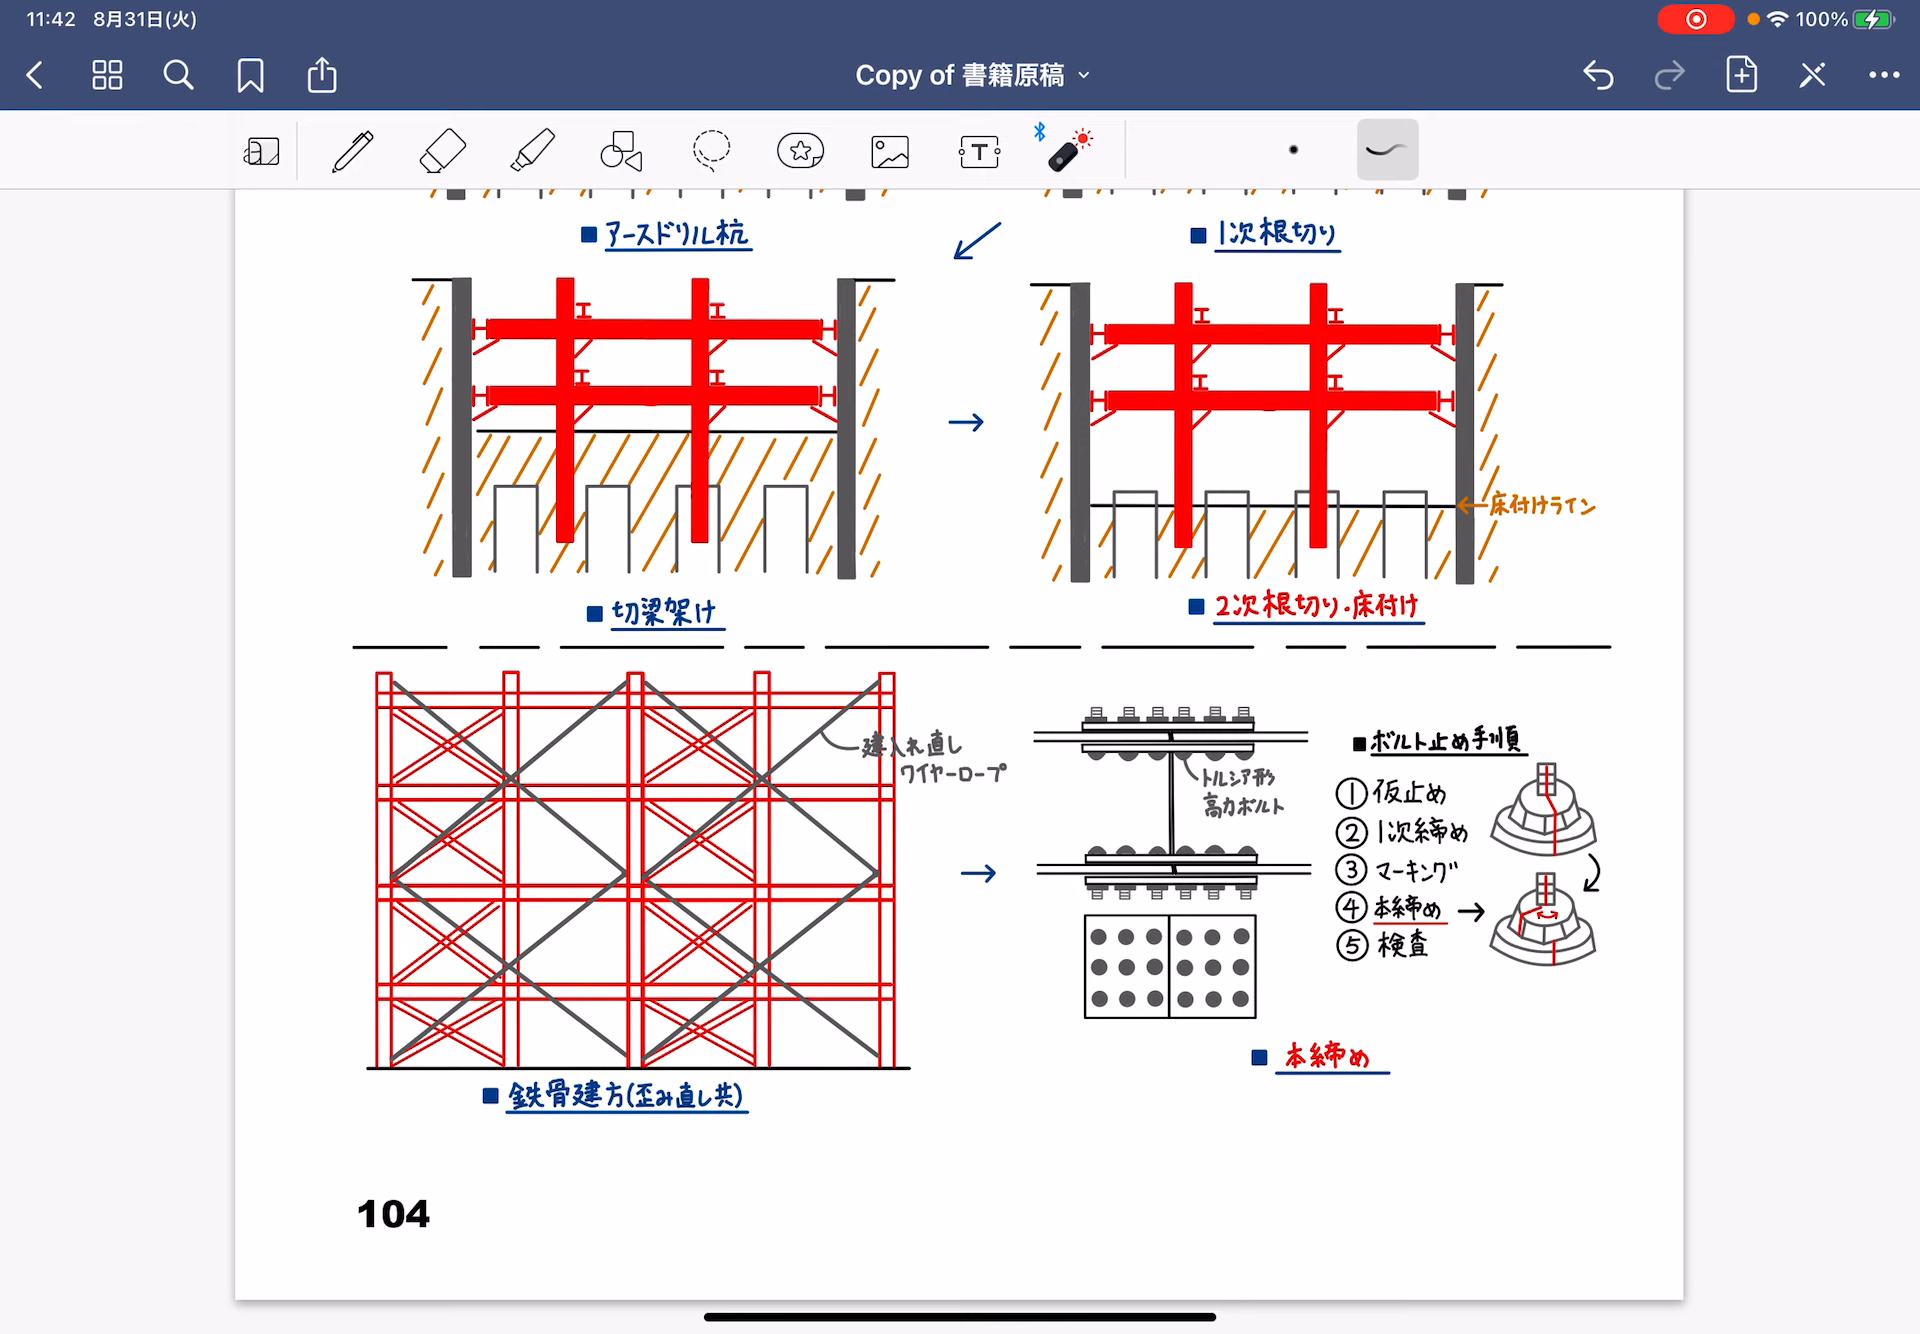 11:42 8月31日(火)
100%
Copy of 書籍原稿
T
■ アースドリル杭
■ 1次根切り
床付けライン
■ 切梁架け
■ 2次根切り・床付け
建入れ直し
ワイヤーロープ
トルシア形
高力ボルト
■ボルト止め手順
① 仮止め
② 1次締め
③ マーキング
④ 本締め
⑤ 検査
■ 本締め
■ 鉄骨建方(歪み直し共)
104